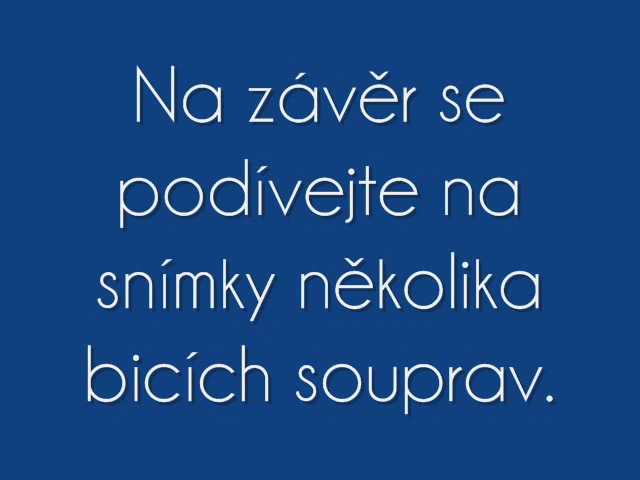 Na závěr se
podívejte na
snímky několika
bicích souprav.